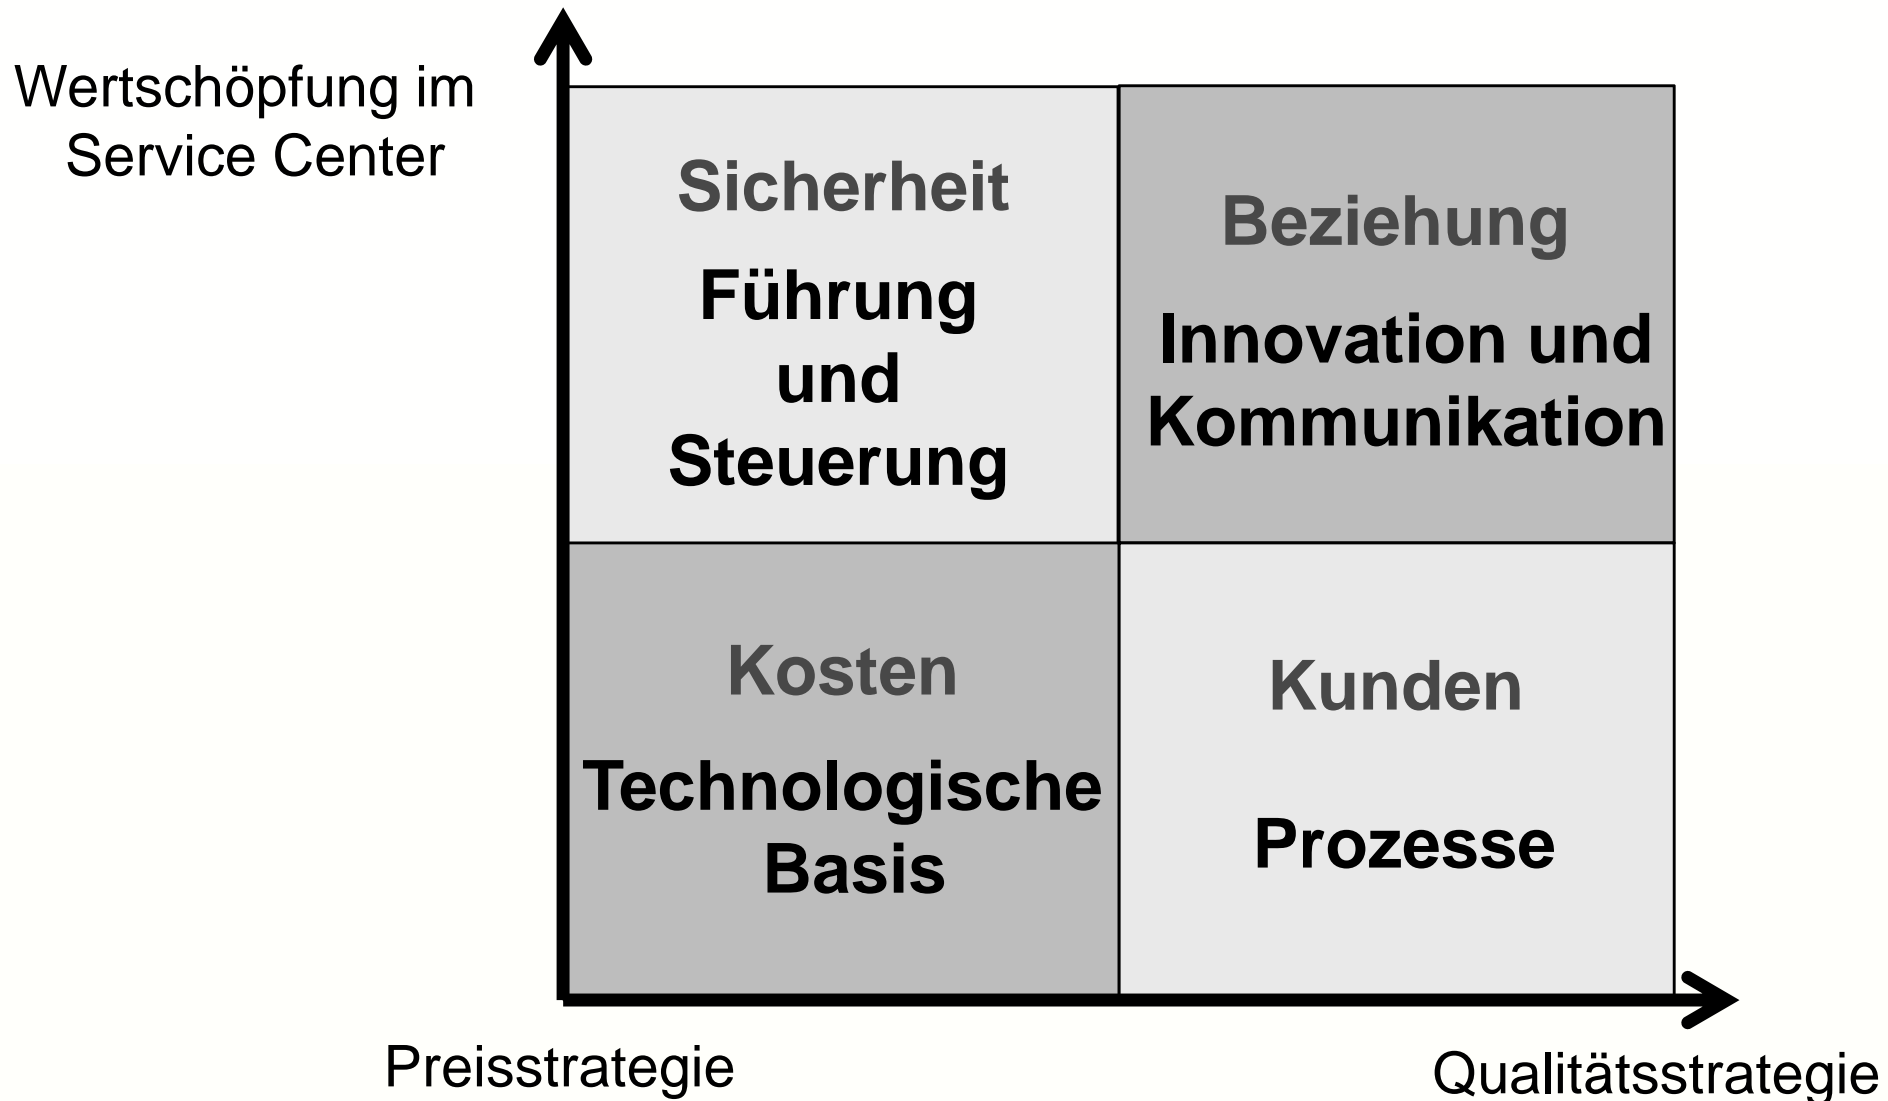 Wertschöpfung im
Service Center
Sicherheit
Führung
und
Steuerung
Beziehung
Innovation und
Kommunikation
Kosten
Technologische
Basis
Kunden
Prozesse
Preisstrategie
Qualitätsstrategie